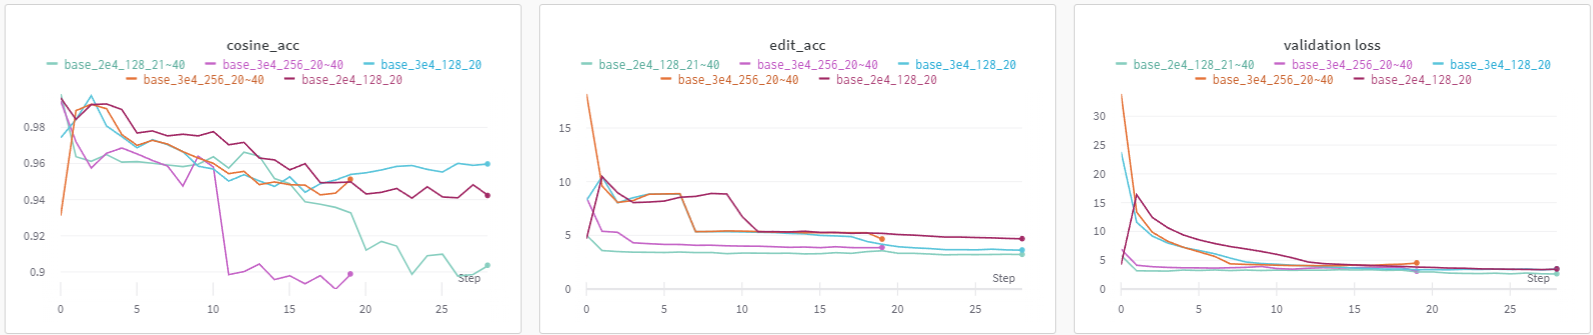 cosine_acc
base_2e4_128_21~40 base_3e4_256_20~40 base_3e4_128_20
base_3e4_256_20~40 base_2e4_128_20
0.98
0.96
0.94
0.92
0.9
Step
0 5 10 15 20 25
edit_acc
base_2e4_128_21~40 base_3e4_256_20~40 base_3e4_128_20
base_3e4_256_20~40 base_2e4_128_20
15
10
5
0
Step
0 5 10 15 20 25
validation loss
base_2e4_128_21~40 base_3e4_256_20~40 base_3e4_128_20
base_3e4_256_20~40 base_2e4_128_20
30
25
20
15
10
5
0
Step
0 5 10 15 20 25